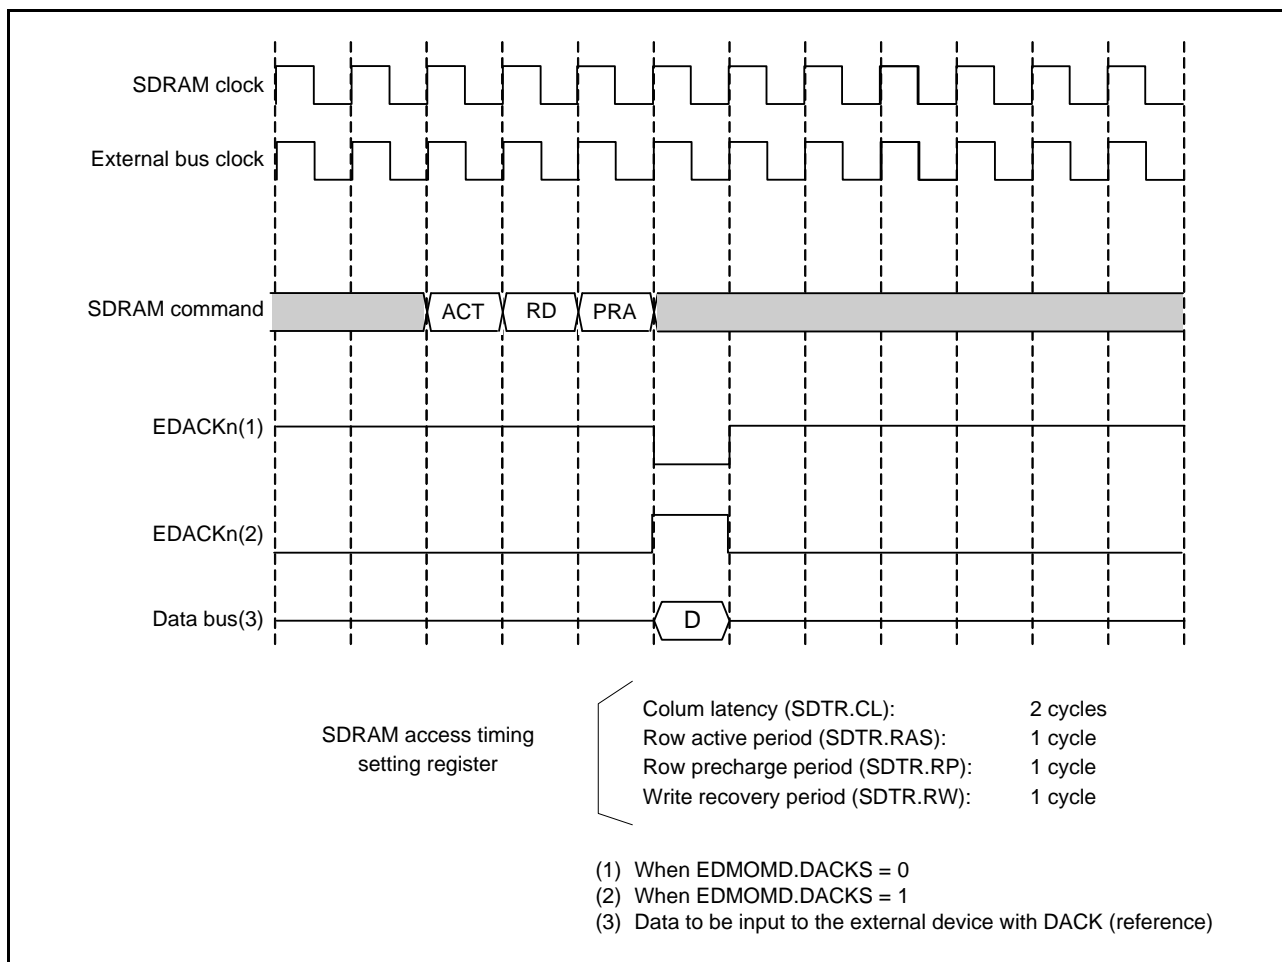 SDRAM clock
External bus clock
SDRAM command
ACT
RD
PRA
EDACKn(1)
EDACKn(2)
Data bus(3)
D
SDRAM access timing
setting register
Colum latency (SDTR.CL): 2 cycles
Row active period (SDTR.RAS): 1 cycle
Row precharge period (SDTR.RP): 1 cycle
Write recovery period (SDTR.RW): 1 cycle
(1) When EDMOMD.DACKS = 0
(2) When EDMOMD.DACKS = 1
(3) Data to be input to the external device with DACK (reference)